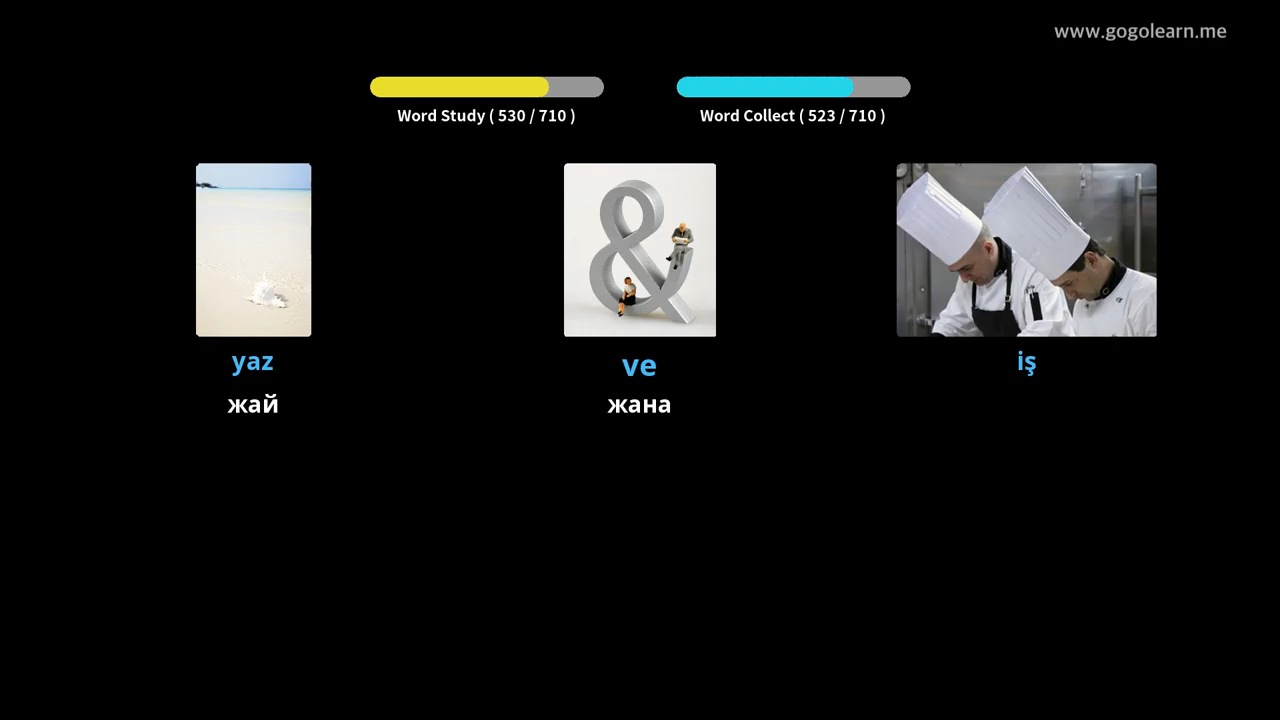 www.gogolearn.me
Word Study ( 530 / 710 )
Word Collect ( 523 / 710 )
yaz
ve
iş
жай
жана